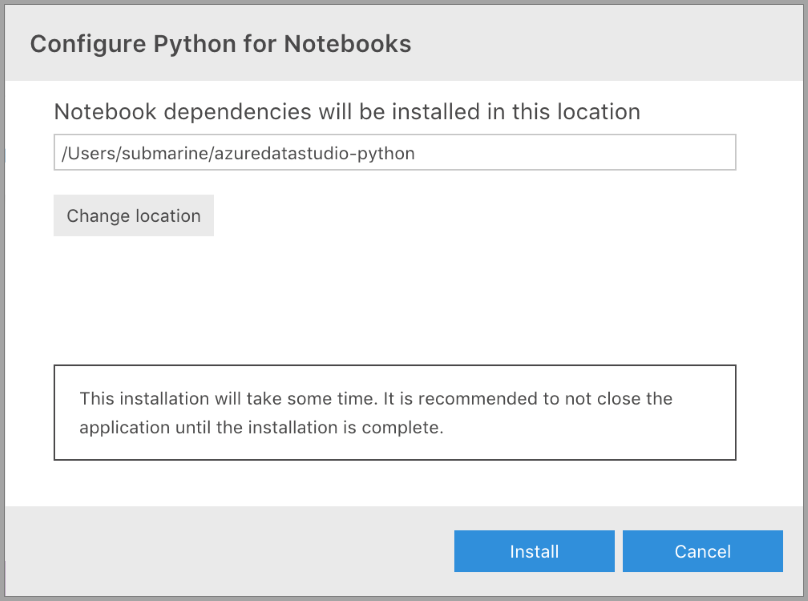 Configure Python for Notebooks
Notebook dependencies will be installed in this location
/Users/submarine/azuredatastudio-python
Change location
This installation will take some time. It is recommended to not close the
application until the installation is complete.
Install
Cancel